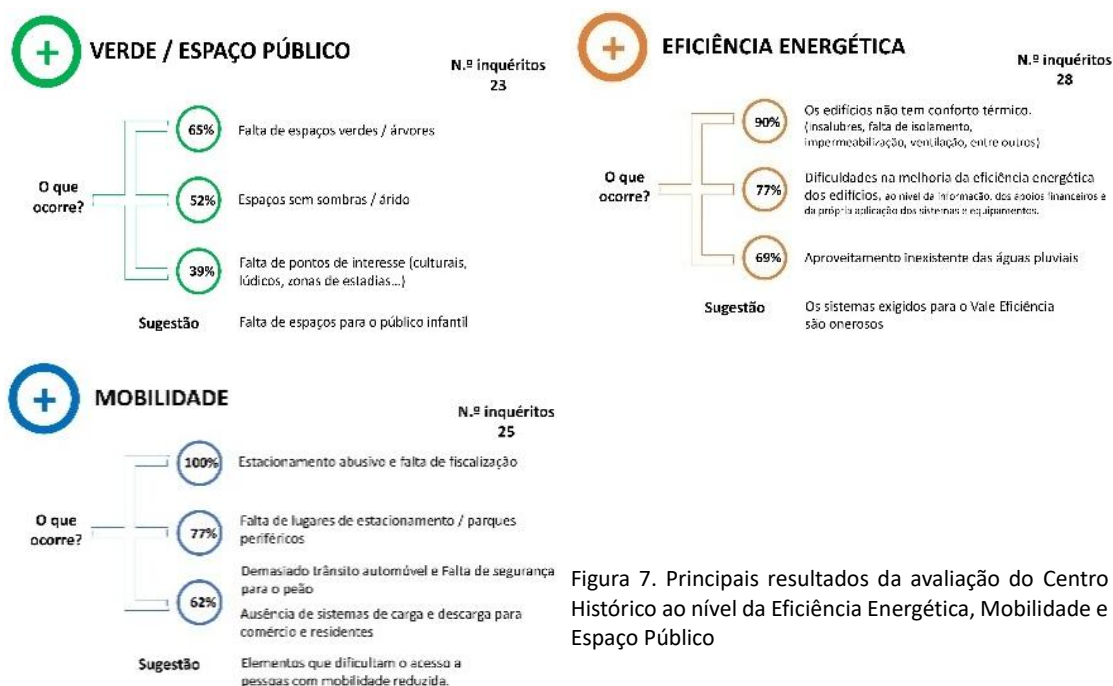 VERDE / ESPAÇO PÚBLICO
N.º inquéritos
23
O que
ocorre?
65%
Falta de espaços verdes / árvores
52%
Espaços sem sombras / árido
39%
Falta de pontos de interesse (culturais,
lúdicos, zonas de estadias...)
Sugestão
Falta de espaços para o público infantil
EFICIÊNCIA ENERGÉTICA
N.º inquéritos
28
O que
ocorre?
90%
Os edifícios não tem conforto térmico.
(insalubres, falta de isolamento,
impermeabilização, ventilação, entre outros)
77%
Dificuldades na melhoria da eficiência energética
dos edifícios, ao nível da informação, dos apoios financeiros e
da própria aplicação dos sistemas e equipamentos.
69%
Aproveitamento inexistente das águas pluviais
Sugestão
Os sistemas exigidos para o Vale Eficiência
são onerosos
MOBILIDADE
N.º inquéritos
25
O que
ocorre?
100%
Estacionamento abusivo e falta de fiscalização
77%
Falta de lugares de estacionamento / parques
periféricos
62%
Demasiado trânsito automóvel e Falta de segurança
para o peão
Ausência de sistemas de carga e descarga para
comércio e residentes
Sugestão
Elementos que dificultam o acesso a
pessoas com mobilidade reduzida.
Figura 7. Principais resultados da avaliação do Centro
Histórico ao nível da Eficiência Energética, Mobilidade e
Espaço Público